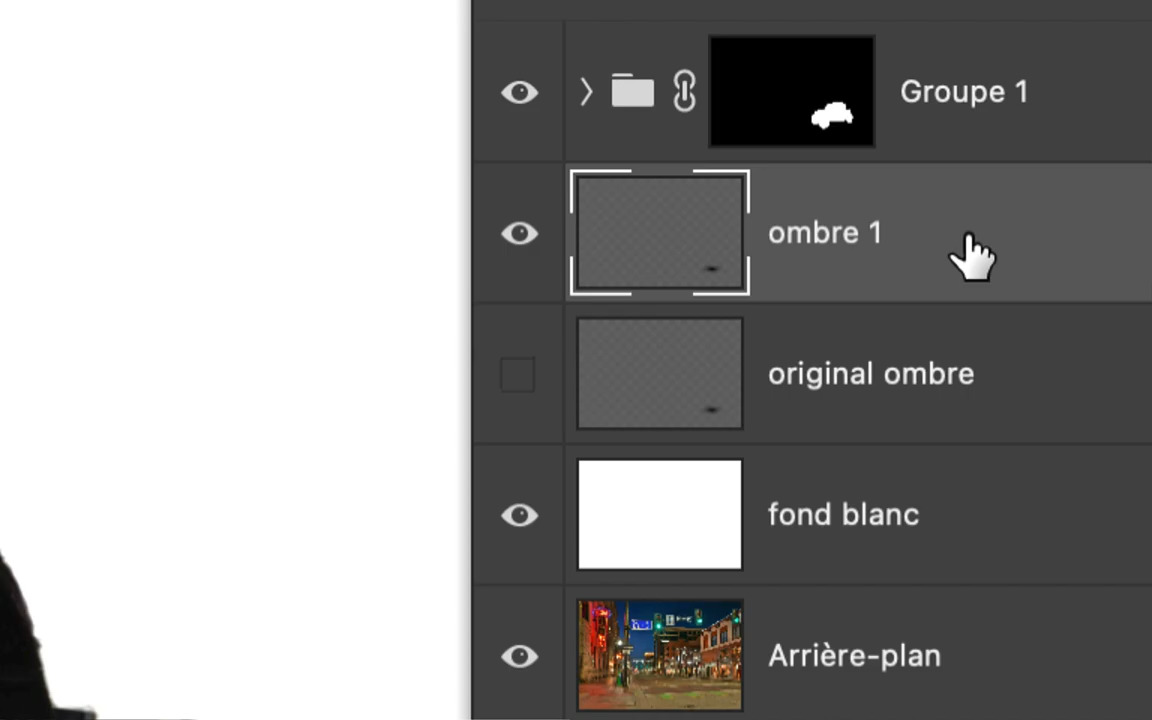 Groupe 1
ombre 1
original ombre
fond blanc
Arrière-plan